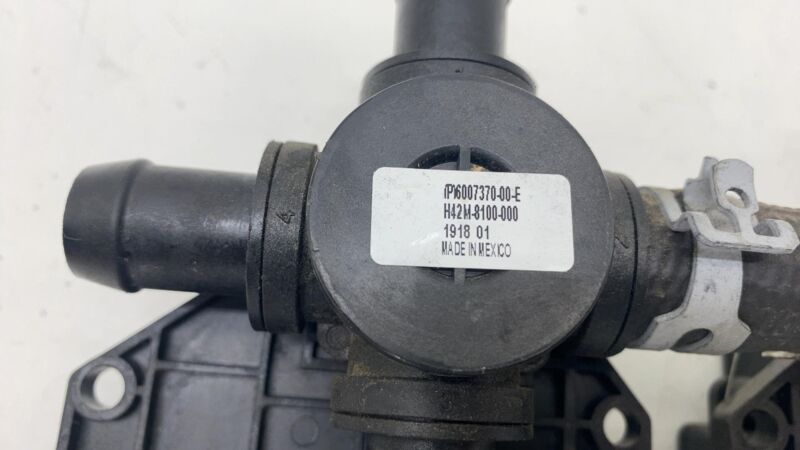 (P)6007370-00-E
H42M-8100-000
1918 01
MADE IN MEXICO